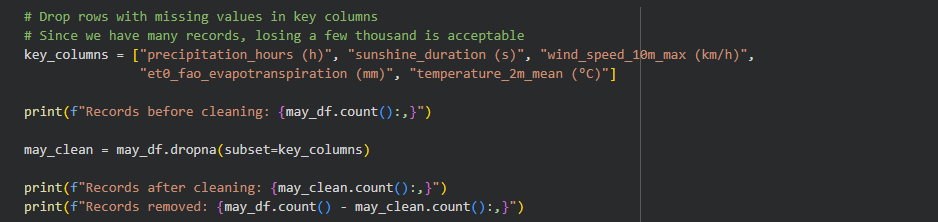 # Drop rows with missing values in key columns
# Since we have many records, losing a few thousand is acceptable
key_columns = ["precipitation_hours (h)", "sunshine_duration (s)", "wind_speed_10m_max (km/h)",
"et0_fao_evapotranspiration (mm)", "temperature_2m_mean (°C)"]
print(f"Records before cleaning: {may_df.count():,}")
may_clean = may_df.dropna(subset=key_columns)
print(f"Records after cleaning: {may_clean.count():,}")
print(f"Records removed: {may_df.count() - may_clean.count():,}")